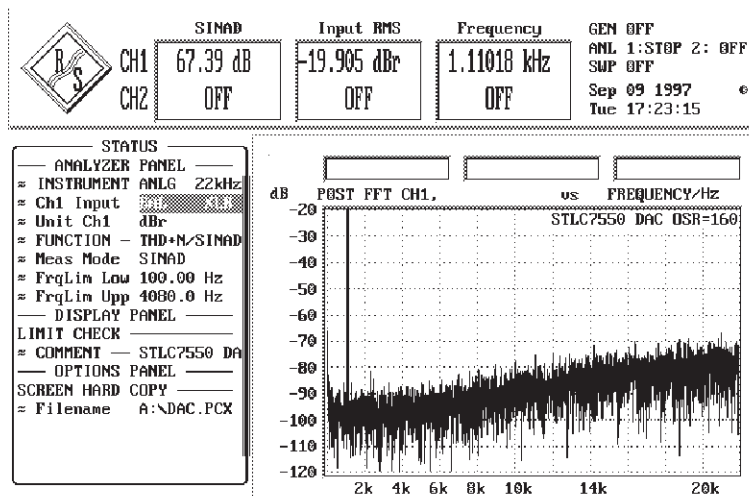 SINAD Input RMS Frequency
R S
CH1 67.39 dB -19.905 dBr 1.11018 kHz
CH2 OFF OFF OFF
GEN OFF
ANL 1:STOP 2: OFF
SWP OFF
Sep 09 1997
Tue 17:23:15
STATUS
ANALYZER PANEL
≈ INSTRUMENT ANLG 22kHz
≈ Ch1 Input
≈ Unit Ch1 dBr
≈ FUNCTION – THD+N/SINAD
≈ Meas Mode SINAD
≈ FrqLim Low 100.00 Hz
≈ FrqLim Upp 4080.0 Hz
DISPLAY PANEL
LIMIT CHECK
≈ COMMENT — STLC7550 DA
OPTIONS PANEL
SCREEN HARD COPY
≈ Filename A:\DAC.PCX
dB POST FFT CH1, vs FREQUENCY/Hz
STLC7550 DAC OSR=160
-20
-30
-40
-50
-60
-70
-80
-90
-100
-110
-120
2k 4k 6k 8k 10k 14k 20k